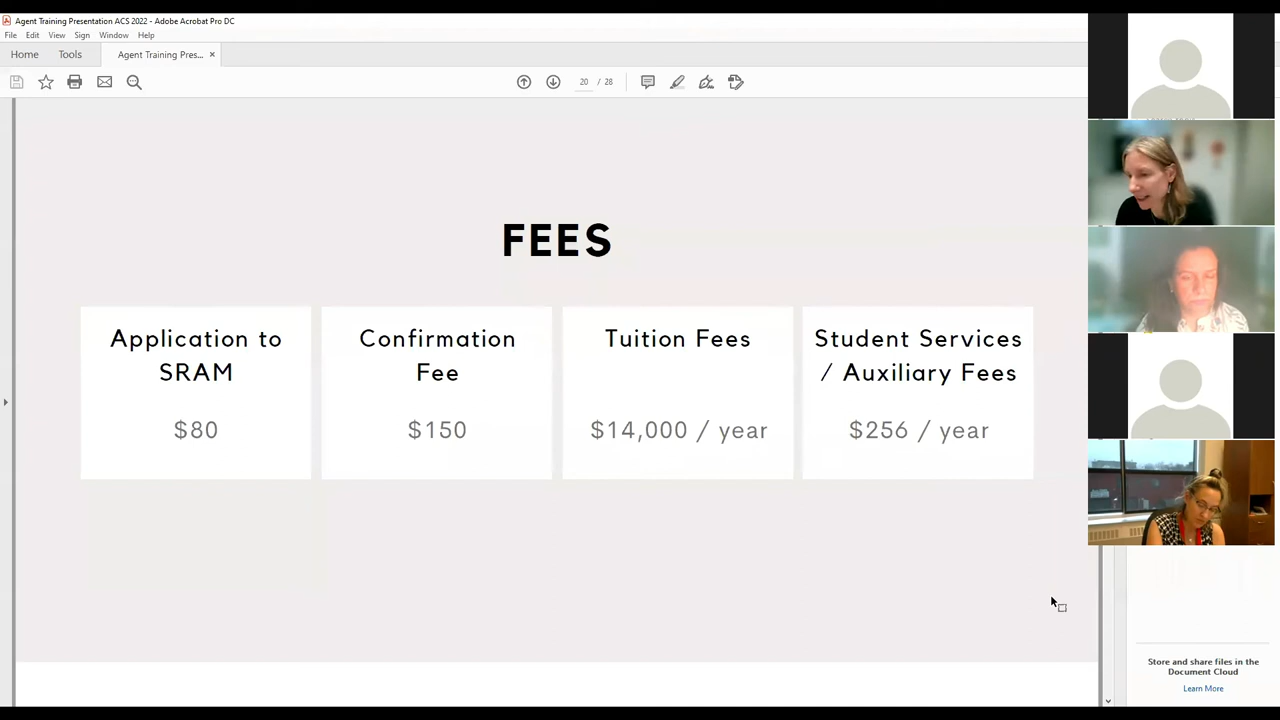 Agent Training Presentation ACS 2022 - Adobe Acrobat Pro DC
File Edit View Sign Window Help
Home Tools Agent Training Pres... ×
20 / 28
FEES
Application to
SRAM
$80
Confirmation
Fee
$150
Tuition Fees
$14,000 / year
Student Services
/ Auxiliary Fees
$256 / year
Store and share files in the
Document Cloud
Learn More